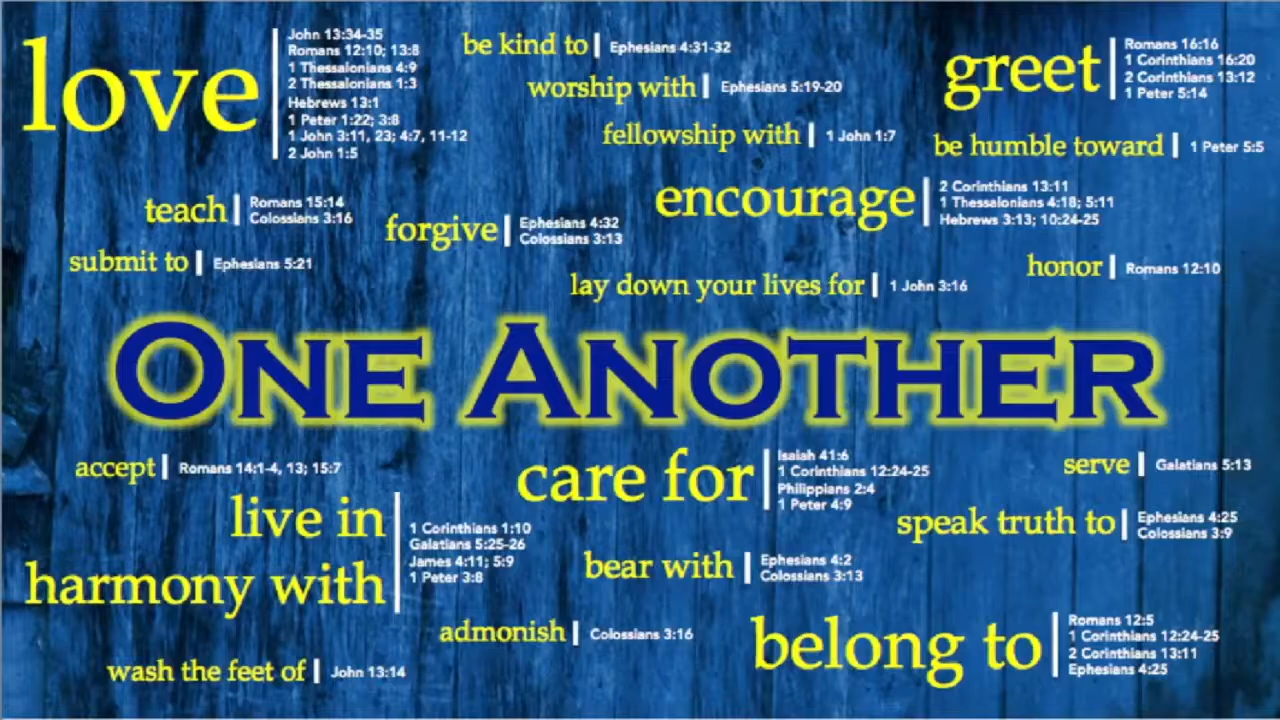 love
John 13:34-35
Romans 12:10; 13:8
1 Thessalonians 4:9
2 Thessalonians 1:3
Hebrews 13:1
1 Peter 1:22; 3:8
1 John 3:11, 23; 4:7, 11-12
2 John 1:5
be kind to
Ephesians 4:31-32
worship with
Ephesians 5:19-20
fellowship with
1 John 1:7
greet
Romans 16:16
1 Corinthians 16:20
2 Corinthians 13:12
1 Peter 5:14
be humble toward
1 Peter 5:5
teach
Romans 15:14
Colossians 3:16
forgive
Ephesians 4:32
Colossians 3:13
encourage
2 Corinthians 13:11
1 Thessalonians 4:18; 5:11
Hebrews 3:13; 10:24-25
submit to
Ephesians 5:21
lay down your lives for
1 John 3:16
honor
Romans 12:10
ONE ANOTHER
accept
Romans 14:1-4, 13; 15:7
care for
Isaiah 41:6
1 Corinthians 12:24-25
Philippians 2:4
1 Peter 4:9
serve
Galatians 5:13
live in
harmony with
1 Corinthians 1:10
Galatians 5:25-26
James 4:11; 5:9
1 Peter 3:8
speak truth to
Ephesians 4:25
Colossians 3:9
bear with
Ephesians 4:2
Colossians 3:13
admonish
Colossians 3:16
belong to
Romans 12:5
1 Corinthians 12:24-25
2 Corinthians 13:11
Ephesians 4:25
wash the feet of
John 13:14